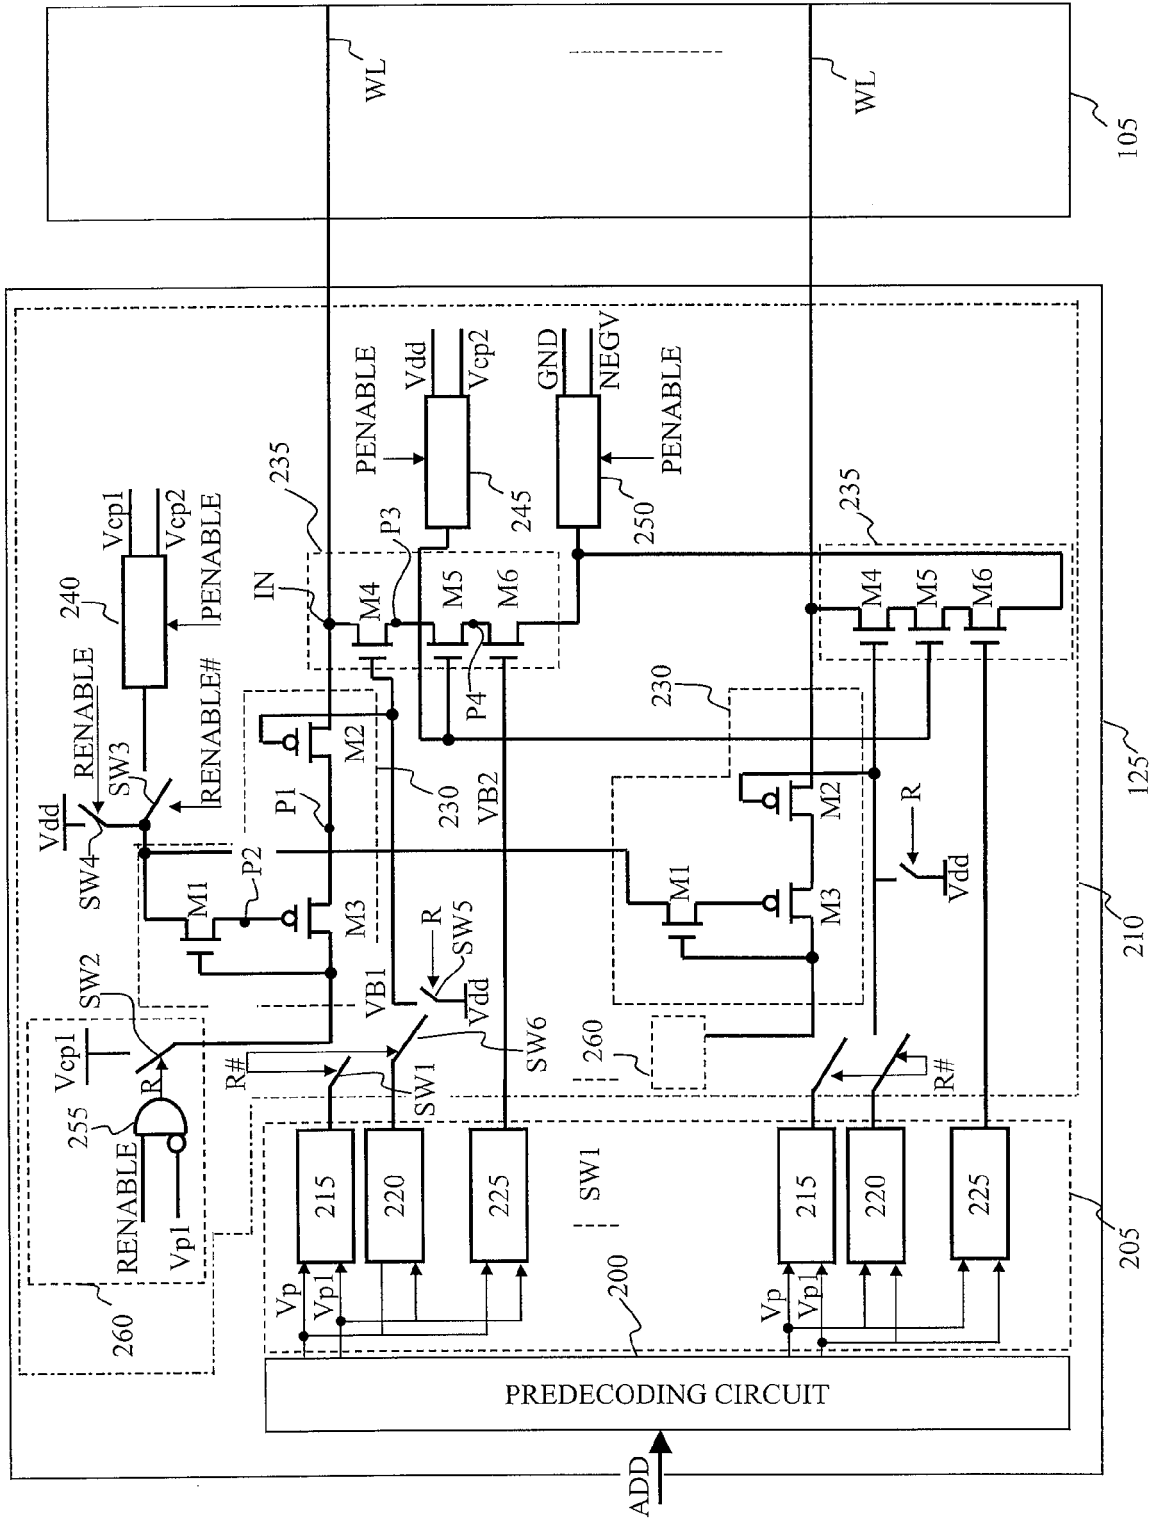 WL
WL
105
Vcp1
Vcp2
240
PENABLE
RENABLE
SW3
RENABLE#
Vdd
SW4
235
IN
PENABLE
Vdd
Vcp2
245
GND
NEGV
PENABLE
250
P3
M4
M5
M6
P4
235
M4
M5
M6
230
M2
P1
M3
P2
M1
230
VB2
M2
M3
M1
R
Vdd
125
210
SW2
Vcp1
R
255
RENABLE
Vp1
260
VB1
R
SW5
Vdd
SW6
SW1
R#
260
R#
215
220
225
SW1
215
220
225
205
Vp
Vp1
Vp
Vp1
200
PREDECODING CIRCUIT
ADD